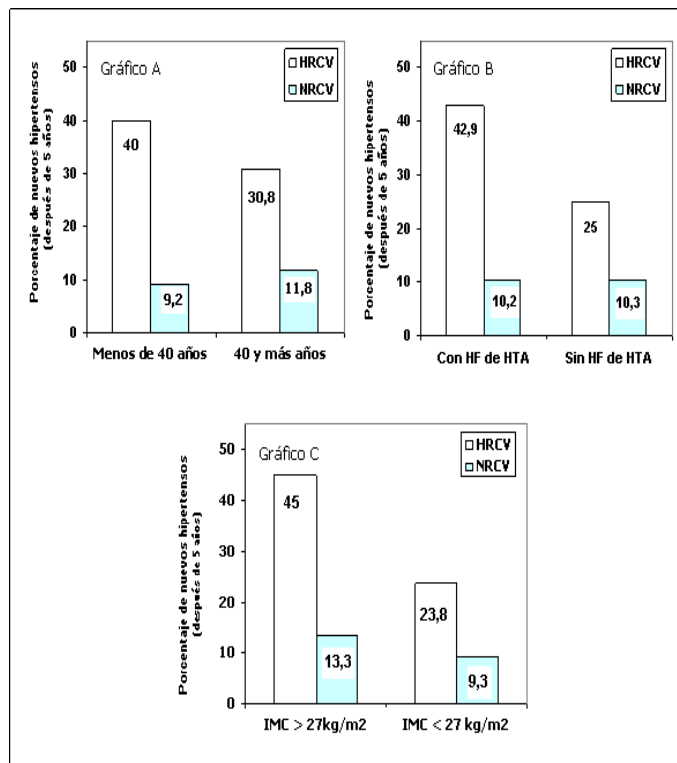 Gráfico A
HRCV
NRCV
Porcentaje de nuevos hipertensos
(después de 5 años)
50
40
30
20
10
0
40
9,2
30,8
11,8
Menos de 40 años
40 y más años
Gráfico B
HRCV
NRCV
Porcentaje de nuevos hipertensos
(después de 5 años)
50
40
30
20
10
0
42,9
10,2
25
10,3
Con HF de HTA
Sin HF de HTA
Gráfico C
HRCV
NRCV
Porcentaje de nuevos hipertensos
(después de 5 años)
50
40
30
20
10
0
45
13,3
23,8
9,3
IMC > 27kg/m2
IMC < 27 kg/m2